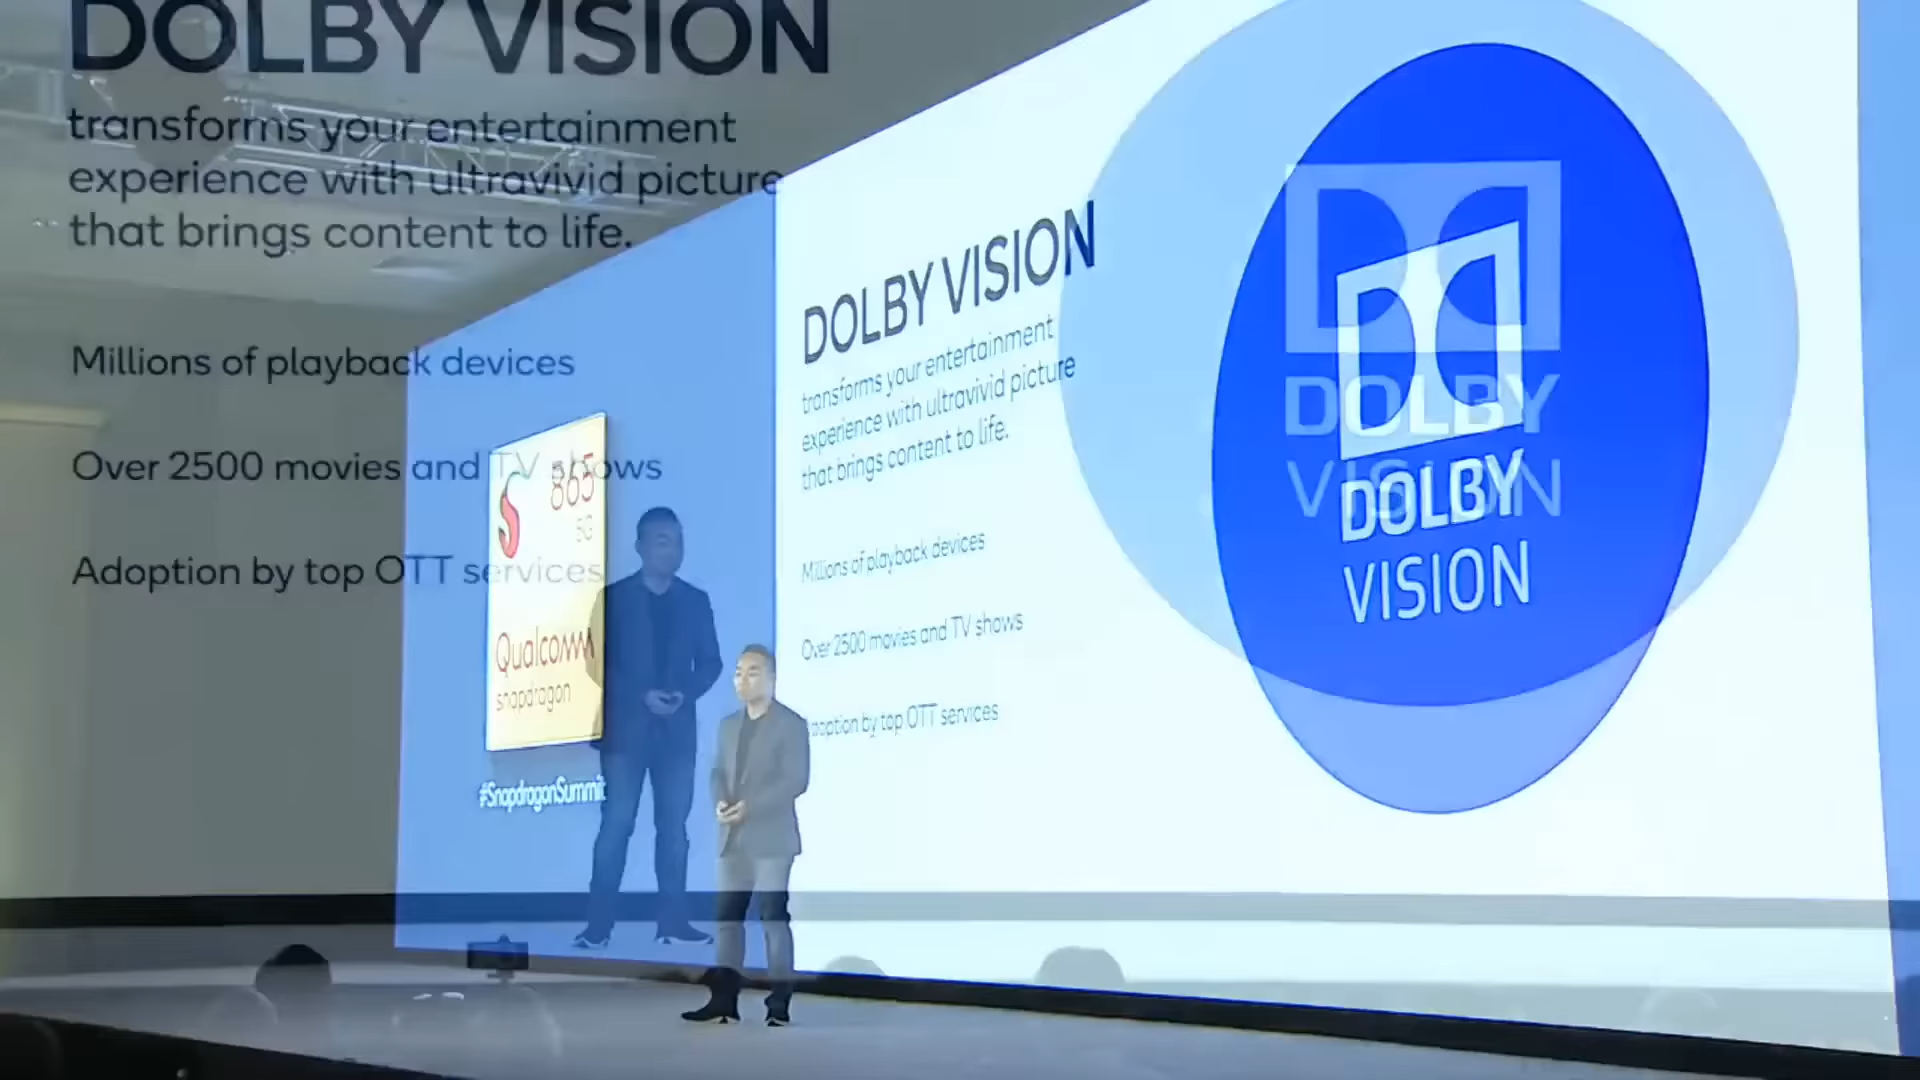 DOLBY VISION
transforms your entertainment
experience with ultravivid picture
that brings content to life.
Millions of playback devices
Over 2500 movies and TV shows
Adoption by top OTT services
865
5G
Qualcomm
snapdragon
#SnapdragonSummit
DOLBY VISION
transforms your entertainment
experience with ultravivid picture
that brings content to life.
Millions of playback devices
Over 2500 movies and TV shows
Adoption by top OTT services
DOLBY
VISION
DOLBY
VISION